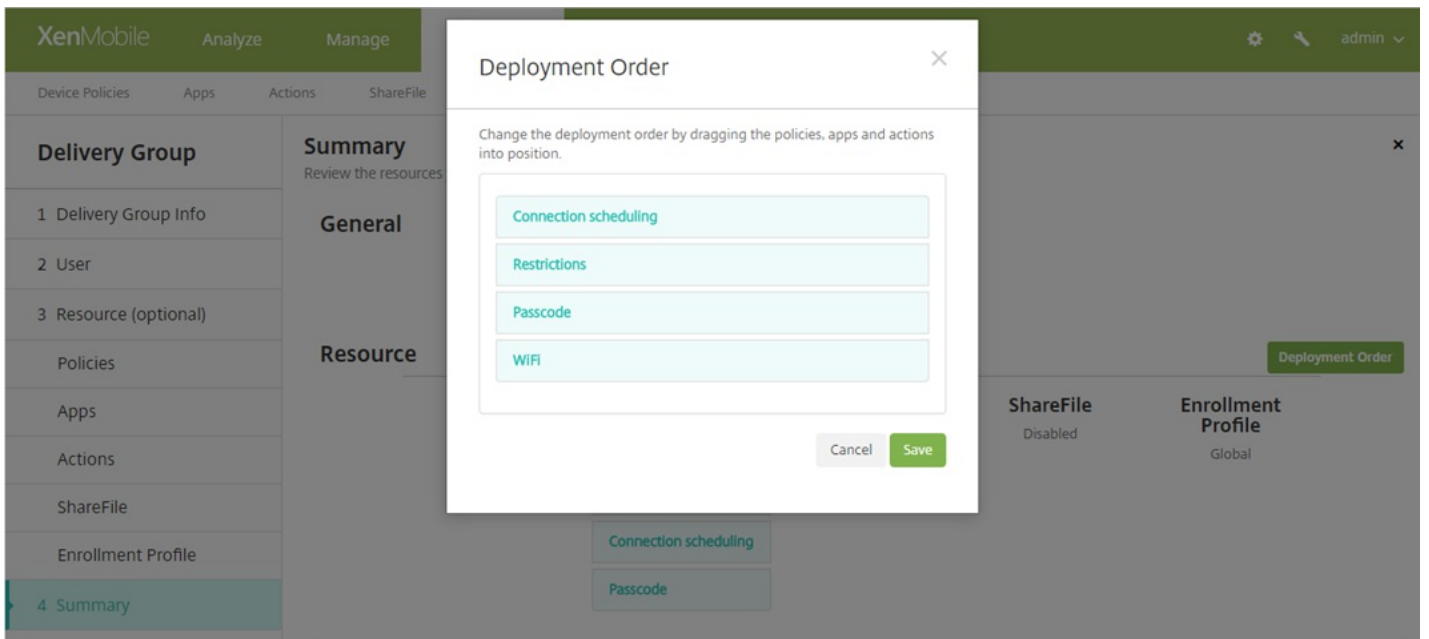 XenMobile Analyze Manage admin
Deployment Order
Device Policies Apps Actions ShareFile
Change the deployment order by dragging the policies, apps and actions
into position.
Delivery Group
Summary
Review the resources
1 Delivery Group Info
General
Connection scheduling
2 User
Restrictions
3 Resource (optional)
Passcode
Policies
Resource
WiFi
Deployment Order
Apps
ShareFile
Disabled
Enrollment
Profile
Global
Actions
Cancel Save
ShareFile
Enrollment Profile
Connection scheduling
4 Summary
Passcode